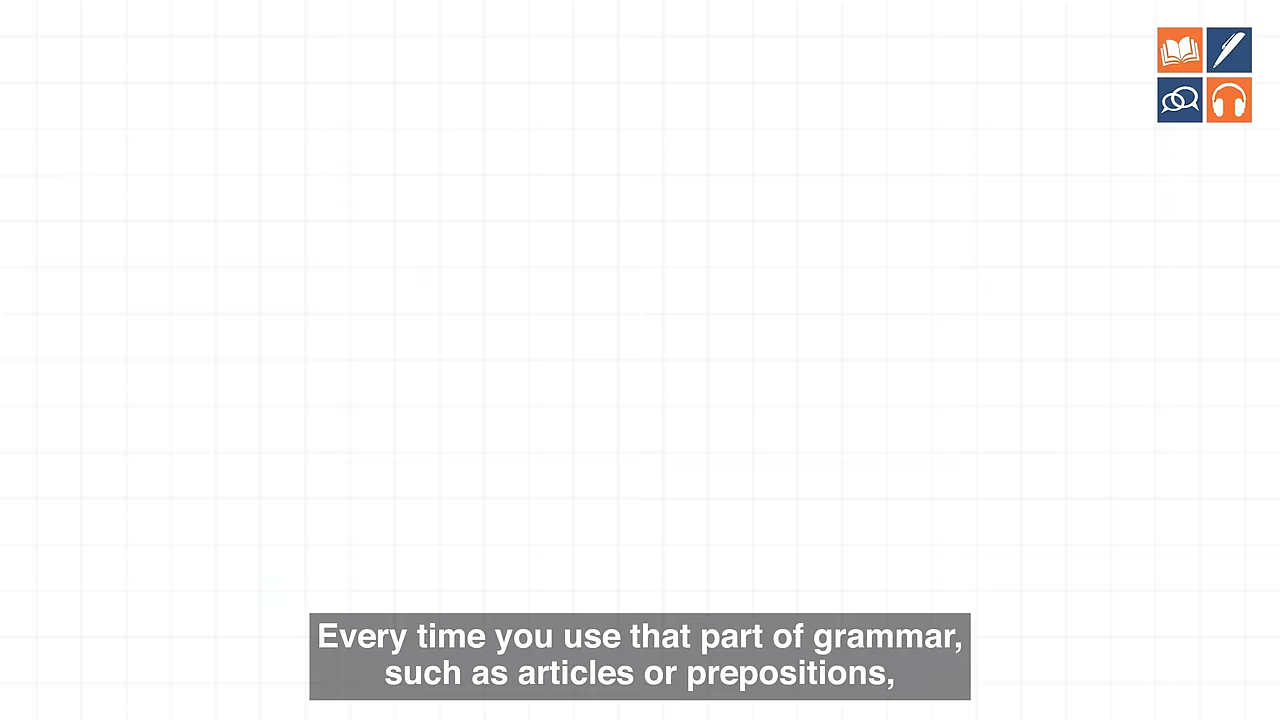 Every time you use that part of grammar,
such as articles or prepositions,